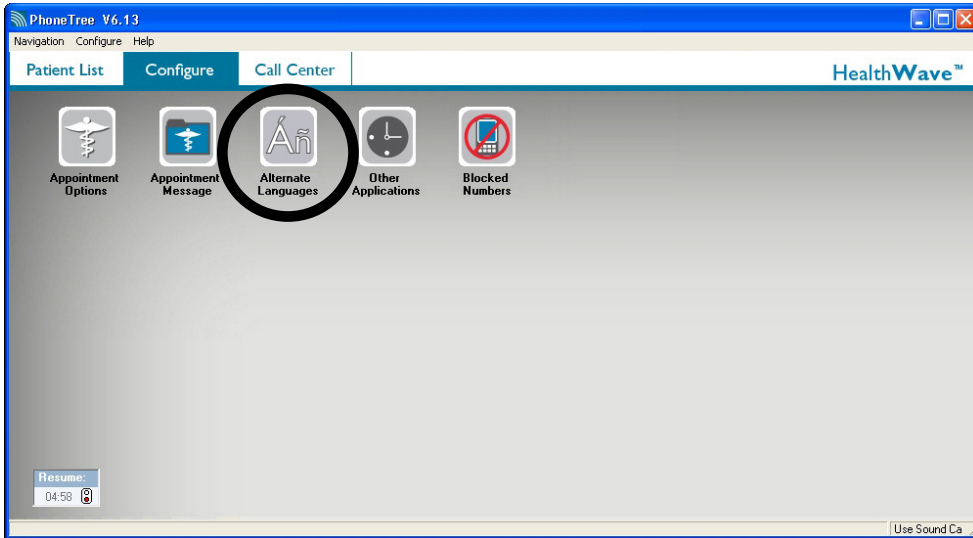 PhoneTree V6.13
Navigation Configure Help
Patient List Configure Call Center HealthWave™
Áñ
Appointment Options
Appointment Message
Alternate Languages
Other Applications
Blocked Numbers
Resume:
04:58
Use Sound Ca